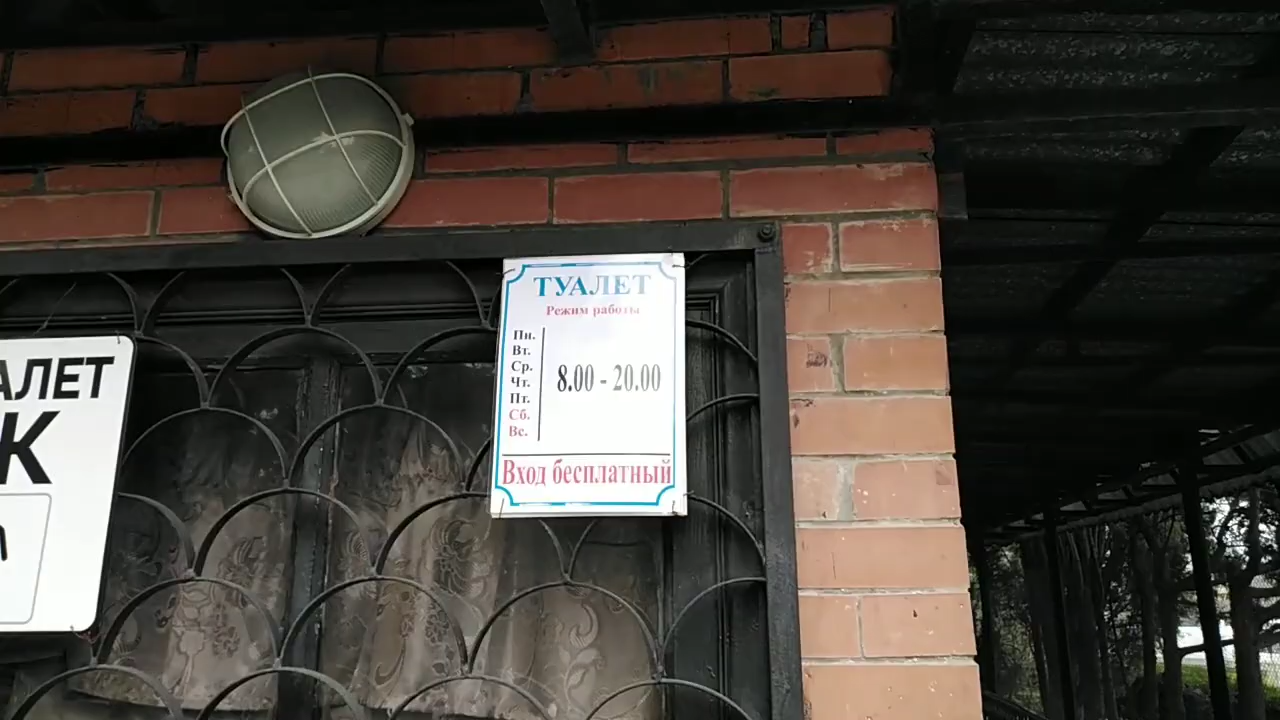 ТУАЛЕТ
Режим работы
Пн.
Вт.
Ср.
Чт.
Пт.
Сб.
Вс.
8.00 - 20.00
Вход бесплатный
АЛЕТ
К